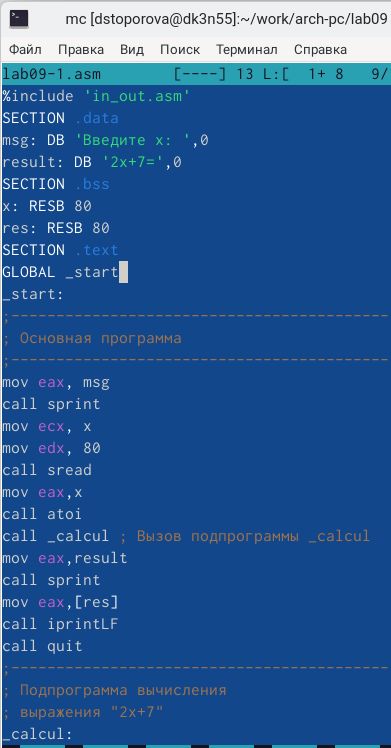 mc [dstoporova@dk3n55]:~/work/arch-pc/lab09
Файл Правка Вид Поиск Терминал Справка
lab09-1.asm [----] 13 L:[ 1+ 8 9/
%include 'in_out.asm'
SECTION .data
msg: DB 'Введите x: ',0
result: DB '2x+7=',0
SECTION .bss
x: RESB 80
res: RESB 80
SECTION .text
GLOBAL _start
_start:
;------------------------------------------
; Основная программа
;------------------------------------------
mov eax, msg
call sprint
mov ecx, x
mov edx, 80
call sread
mov eax,x
call atoi
call _calcul ; Вызов подпрограммы _calcul
mov eax,result
call sprint
mov eax,[res]
call iprintLF
call quit
;------------------------------------------
; Подпрограмма вычисления
; выражения "2x+7"
_calcul: